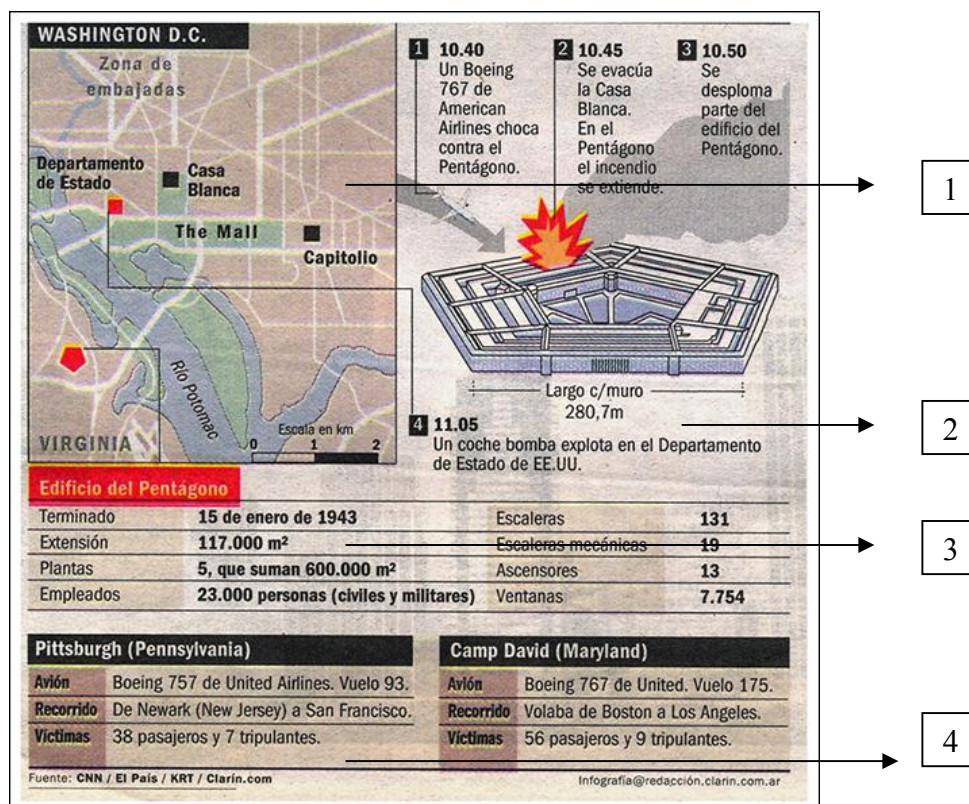 WASHINGTON D.C.
Zona de
embajadas
Departamento
de Estado
Casa
Blanca
The Mall
Capitolio
Río Potomac
VIRGINIA
Escala en km
0 1 2
1 10.40
Un Boeing
767 de
American
Airlines choca
contra el
Pentágono.
2 10.45
Se evacúa
la Casa
Blanca.
En el
Pentágono
el incendio
se extiende.
3 10.50
Se
desploma
parte del
edificio del
Pentágono.
Largo c/muro
280,7m
4 11.05
Un coche bomba explota en el Departamento
de Estado de EE.UU.
Edificio del Pentágono
Terminado 15 de enero de 1943 Escaleras 131
Extensión 117.000 m² Escaleras mecánicas 19
Plantas 5, que suman 600.000 m² Ascensores 13
Empleados 23.000 personas (civiles y militares) Ventanas 7.754
Pittsburgh (Pennsylvania)
Avión Boeing 757 de United Airlines. Vuelo 93.
Recorrido De Newark (New Jersey) a San Francisco.
Víctimas 38 pasajeros y 7 tripulantes.
Camp David (Maryland)
Avión Boeing 767 de United. Vuelo 175.
Recorrido Volaba de Boston a Los Angeles.
Víctimas 56 pasajeros y 9 tripulantes.
Fuente: CNN / El País / KRT / Clarín.com
Infografía@redacción.clarin.com.ar
1
2
3
4